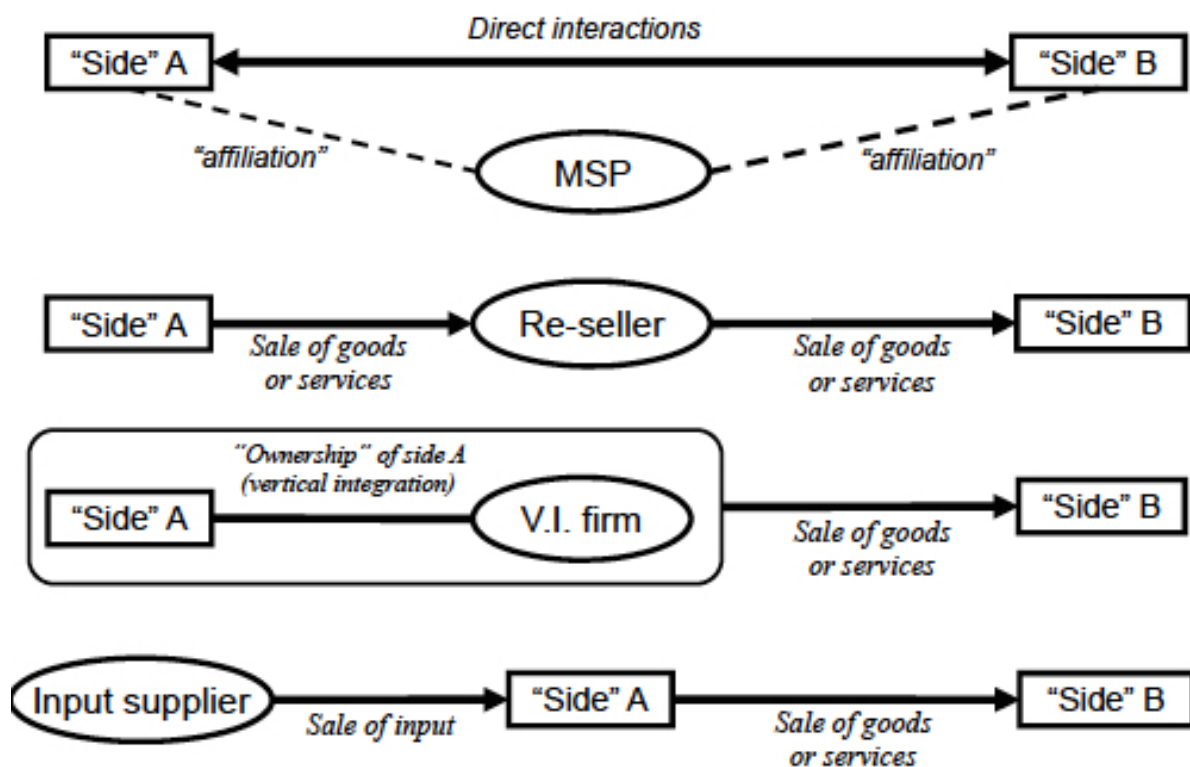 Direct interactions
“Side” A
“Side” B
“affiliation”
MSP
“affiliation”
“Side” A
Re-seller
“Side” B
Sale of goods
or services
Sale of goods
or services
“Ownership” of side A
(vertical integration)
“Side” A
V.I. firm
“Side” B
Sale of goods
or services
Input supplier
“Side” A
“Side” B
Sale of input
Sale of goods
or services